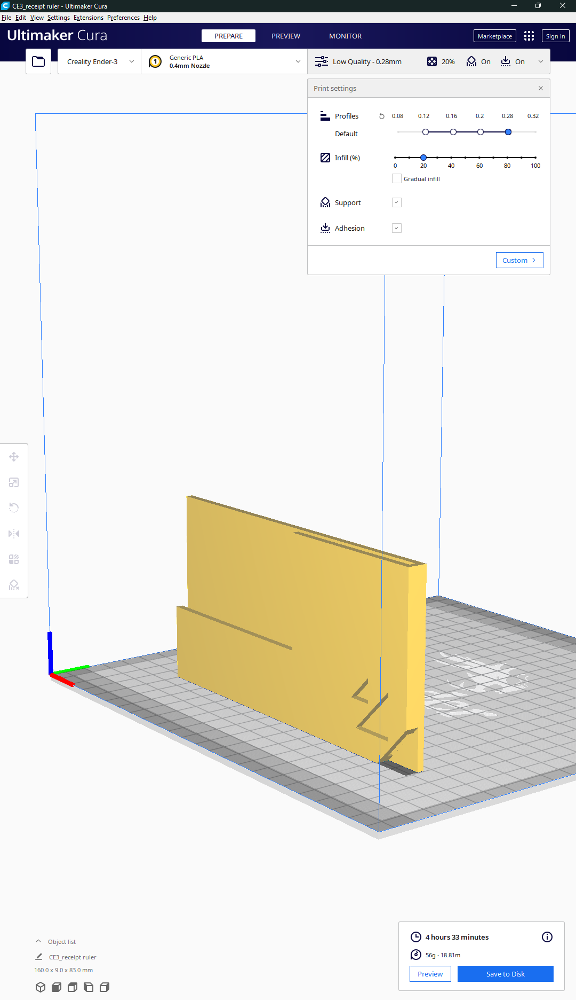 CE3_receipt ruler - Ultimaker Cura
File Edit View Settings Extensions Preferences Help
Ultimaker Cura
PREPARE
PREVIEW
MONITOR
Marketplace
Sign in
Creality Ender-3
1
Generic PLA
0.4mm Nozzle
Low Quality - 0.28mm
20%
On
On
Print settings
Profiles
0.08 0.12 0.16 0.2 0.28 0.32
Default
Infill (%)
0 20 40 60 80 100
Gradual infill
Support
Adhesion
Custom
Object list
CE3_receipt ruler
160.0 x 9.0 x 83.0 mm
4 hours 33 minutes
56g · 18.81m
Preview
Save to Disk